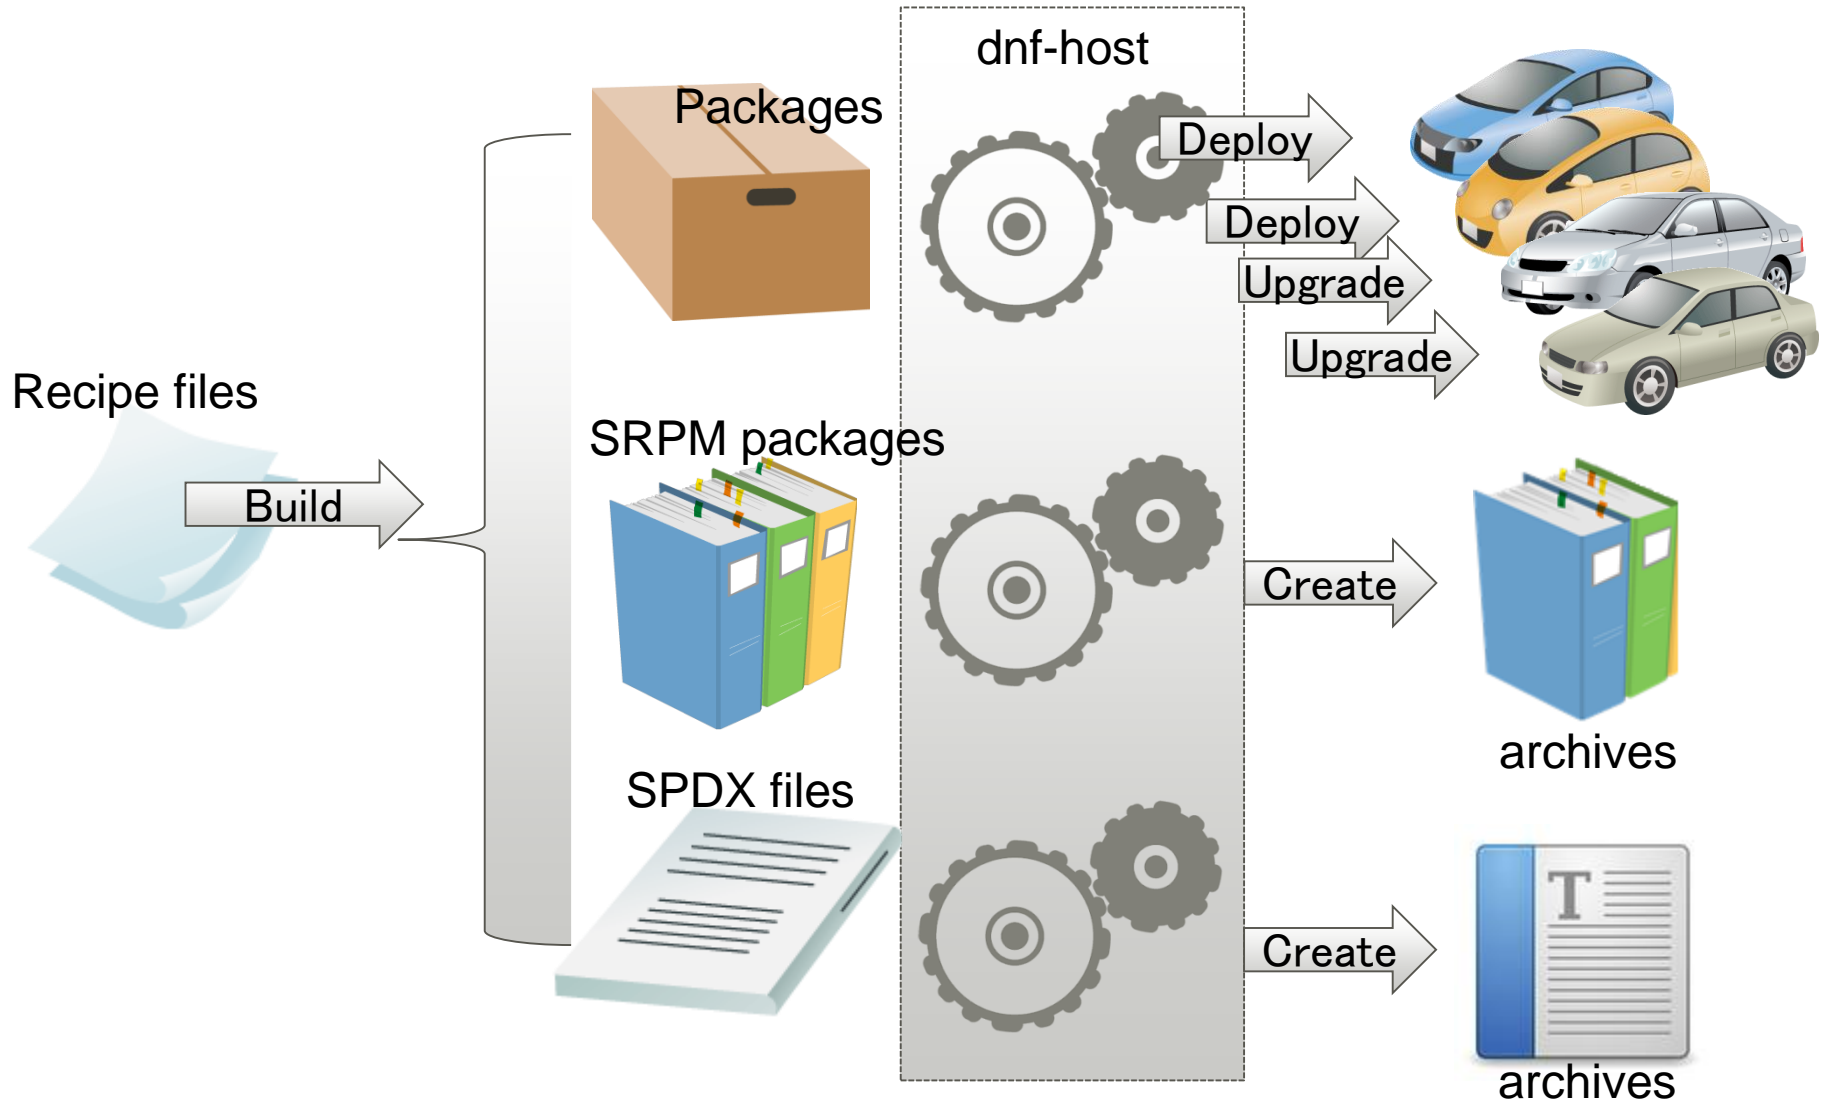 dnf-host
Packages
Deploy
Deploy
Upgrade
Upgrade
Recipe files
Build
SRPM packages
Create
archives
SPDX files
T
Create
archives